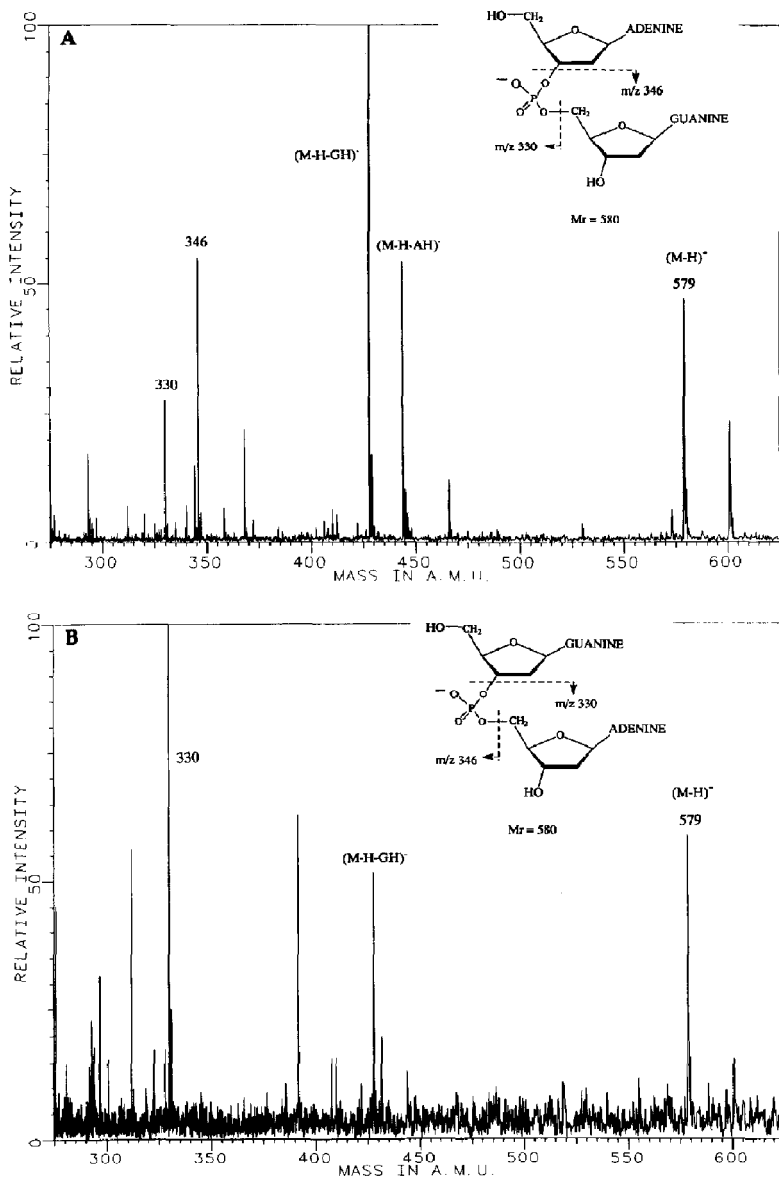 A
100
50
0
RELATIVE INTENSITY
(M-H-GH)⁻
346
330
(M-H-AH)⁻
(M-H)⁻
579
HO
CH₂
O
ADENINE
O
⁻O
P
O
O
CH₂
m/z 346
m/z 330
O
GUANINE
HO
Mr = 580
300 350 400 450 500 550 600
MASS IN A.M.U.
B
100
50
0
RELATIVE INTENSITY
330
(M-H-GH)⁻
(M-H)⁻
579
HO
CH₂
O
GUANINE
O
⁻O
P
O
O
CH₂
m/z 330
m/z 346
O
ADENINE
HO
Mr = 580
300 350 400 450 500 550 600
MASS IN A.M.U.